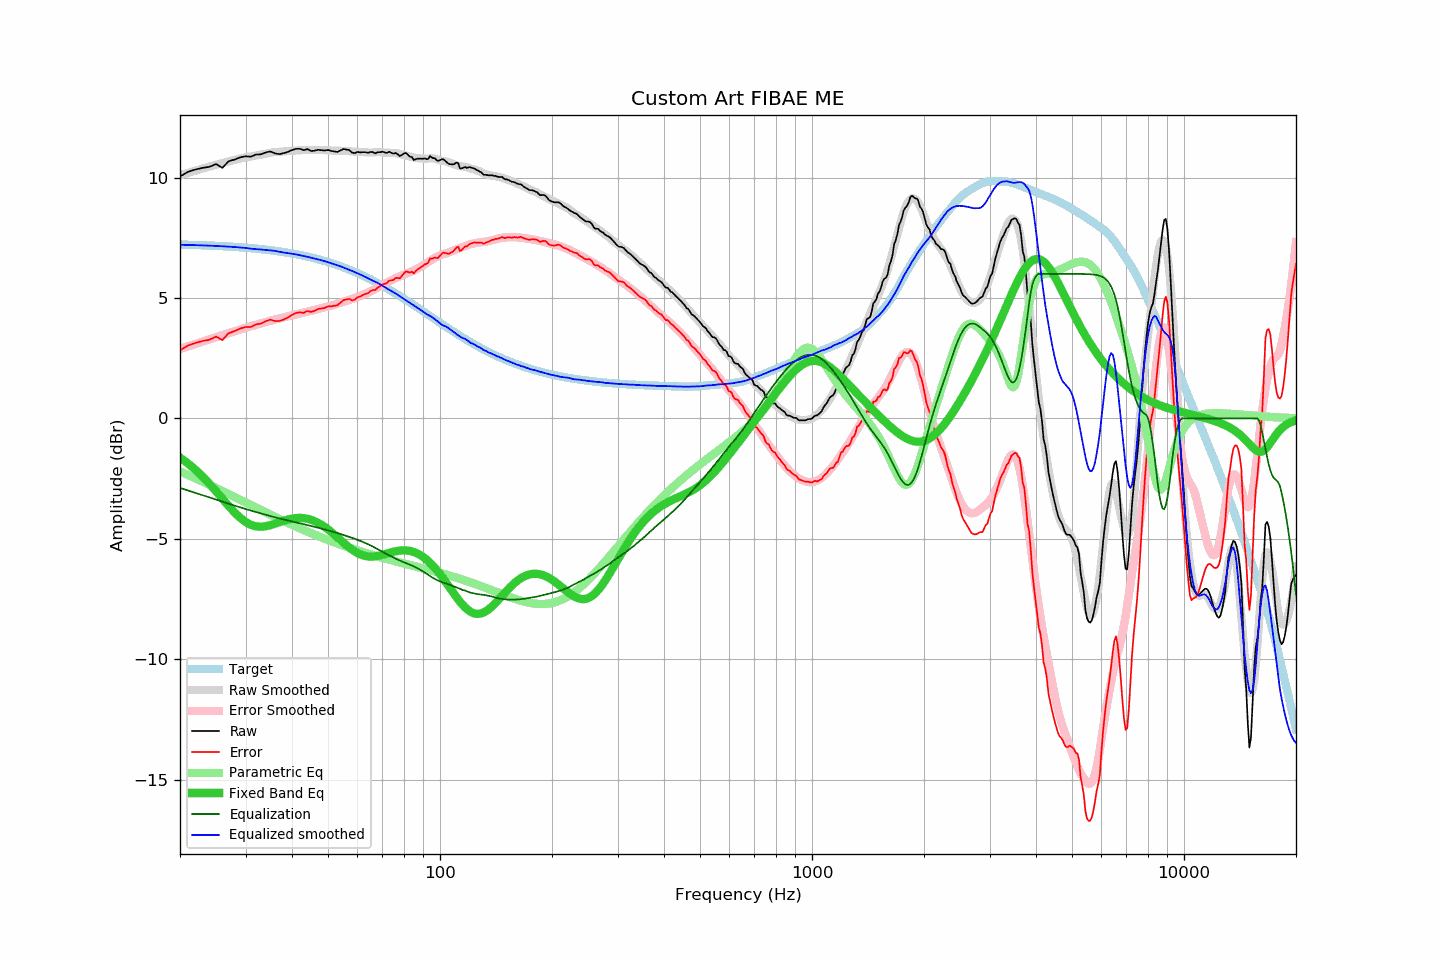 Custom Art FIBAE ME
Amplitude (dBr)
10
5
0
−5
−10
−15
Target
Raw Smoothed
Error Smoothed
Raw
Error
Parametric Eq
Fixed Band Eq
Equalization
Equalized smoothed
100
1000
10000
Frequency (Hz)